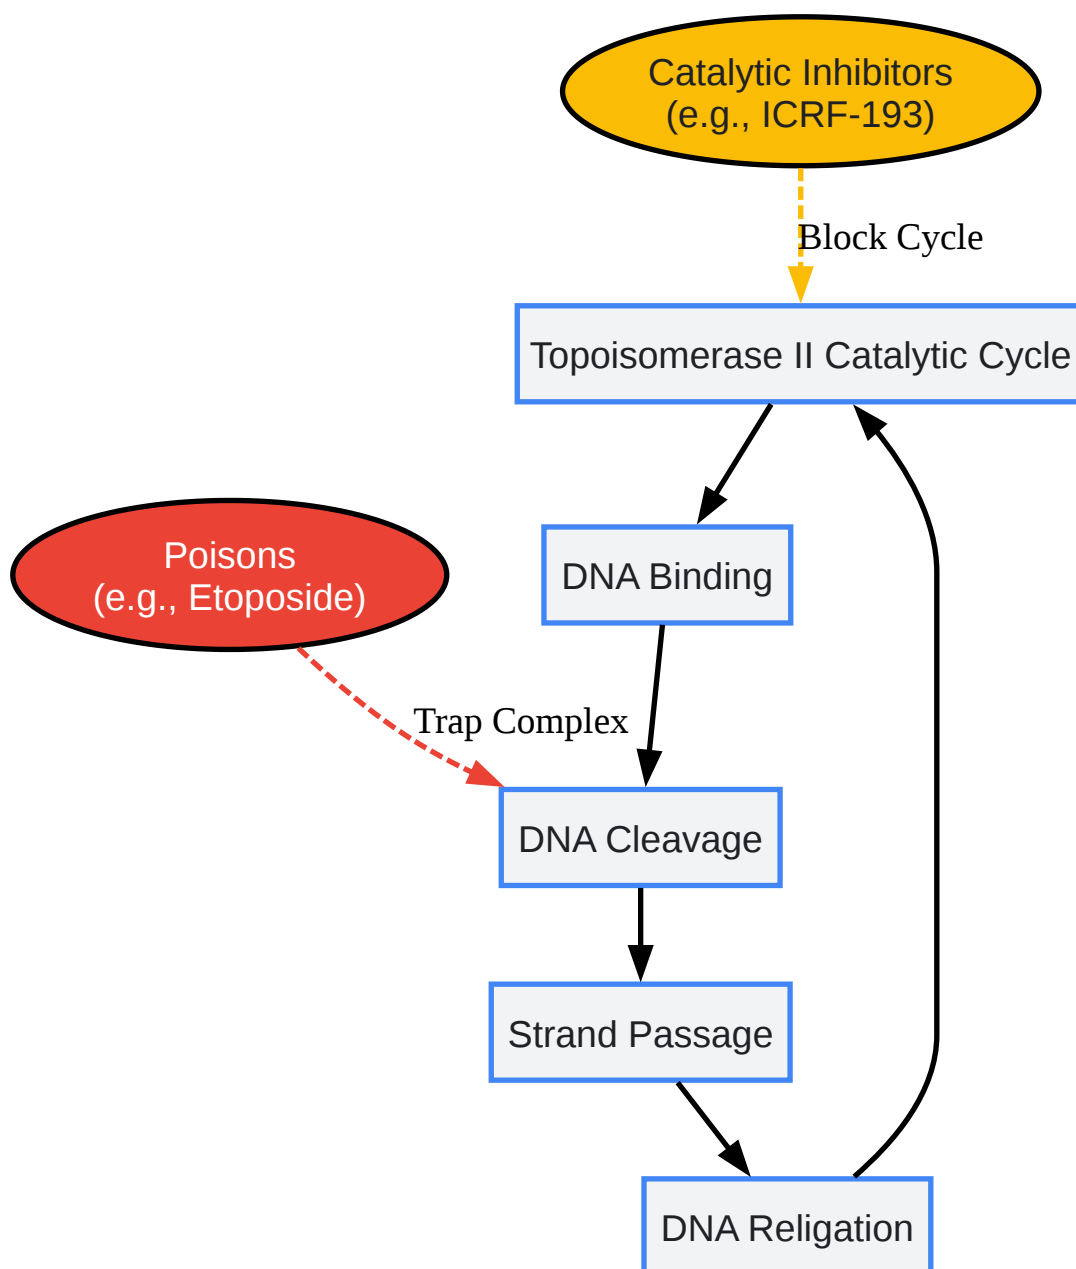 Catalytic Inhibitors
(e.g., ICRF-193)
Block Cycle
Topoisomerase II Catalytic Cycle
Poisons
(e.g., Etoposide)
DNA Binding
Trap Complex
DNA Cleavage
Strand Passage
DNA Religation